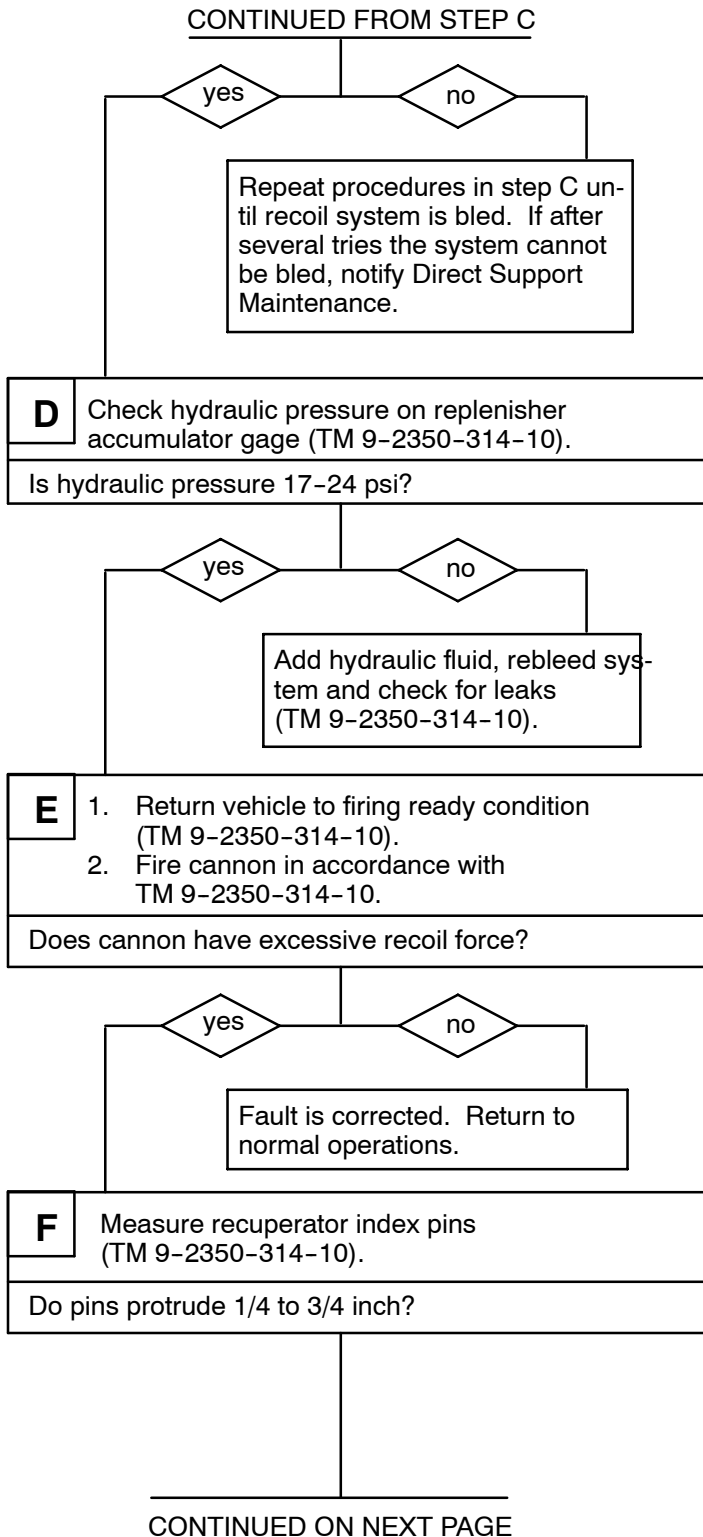 CONTINUED FROM STEP C
yes
no
Repeat procedures in step C un-
til recoil system is bled.  If after
several tries the system cannot
be bled, notify Direct Support
Maintenance.
D
Check hydraulic pressure on replenisher
accumulator gage (TM 9-2350-314-10).
Is hydraulic pressure 17-24 psi?
yes
no
Add hydraulic fluid, rebleed sys-
tem and check for leaks
(TM 9-2350-314-10).
E
1. Return vehicle to firing ready condition
(TM 9-2350-314-10).
2. Fire cannon in accordance with
TM 9-2350-314-10.
Does cannon have excessive recoil force?
yes
no
Fault is corrected.  Return to
normal operations.
F
Measure recuperator index pins
(TM 9-2350-314-10).
Do pins protrude 1/4 to 3/4 inch?
CONTINUED ON NEXT PAGE